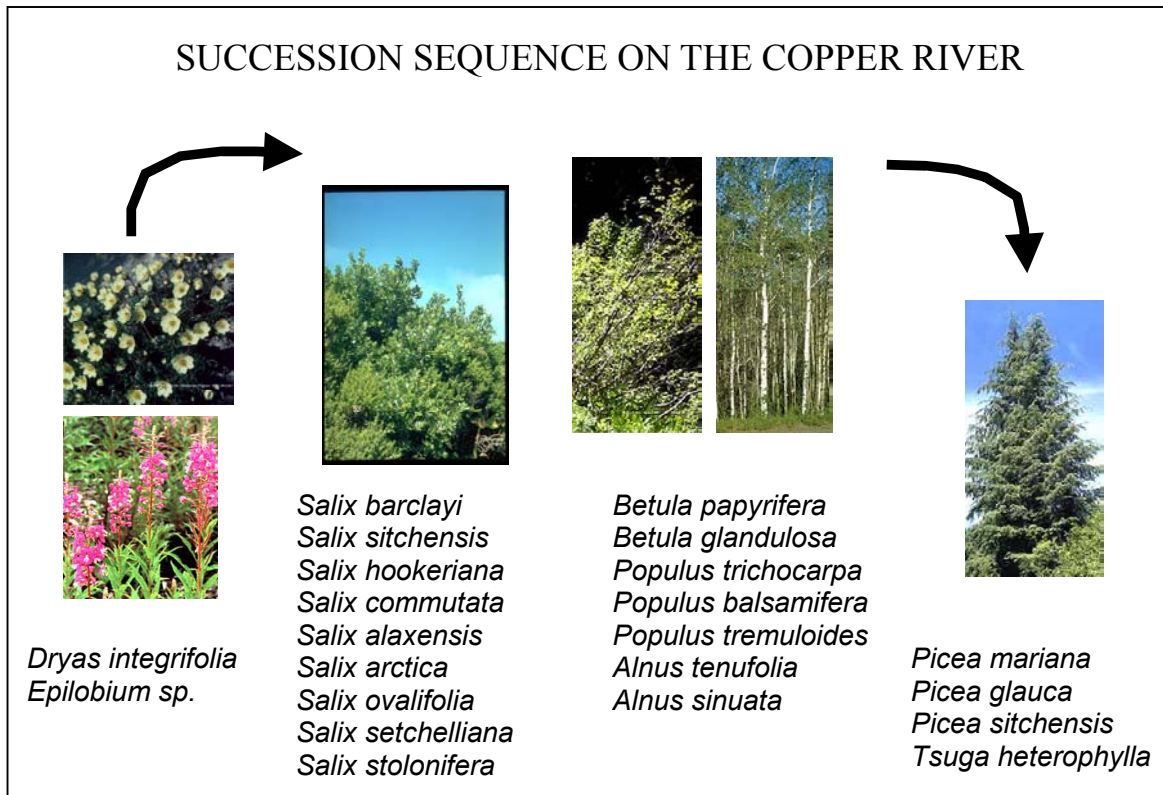 SUCCESSION SEQUENCE ON THE COPPER RIVER
Dryas integrifolia
Epilobium sp.
Salix barclayi
Salix sitchensis
Salix hookeriana
Salix commutata
Salix alaxensis
Salix arctica
Salix ovalifolia
Salix setchelliana
Salix stolonifera
Betula papyrifera
Betula glandulosa
Populus trichocarpa
Populus balsamifera
Populus tremuloides
Alnus tenufolia
Alnus sinuata
Picea mariana
Picea glauca
Picea sitchensis
Tsuga heterophylla